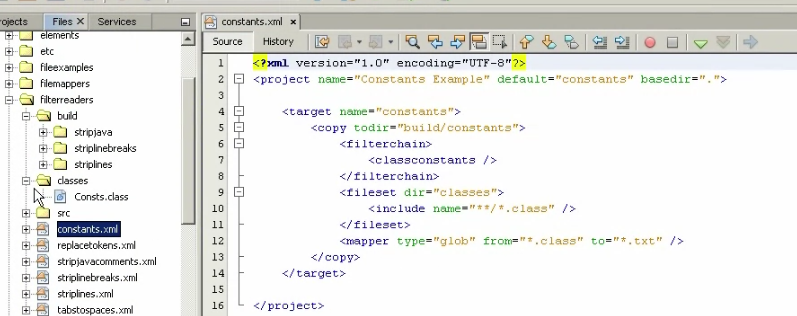 rojects
Files
Services
constants.xml
elements
etc
fileexamples
filemappers
filterreaders
build
stripjava
striplinebreaks
striplines
classes
Consts.class
src
constants.xml
replacetokens.xml
stripjavacomments.xml
striplinebreaks.xml
striplines.xml
tabstospaces.xml
Source
History
1 <?xml version="1.0" encoding="UTF-8"?>
2 <project name="Constants Example" default="constants" basedir=".">
3
4 <target name="constants">
5 <copy todir="build/constants">
6 <filterchain>
7 <classconstants />
8 </filterchain>
9 <fileset dir="classes">
10 <include name="**/*.class" />
11 </fileset>
12 <mapper type="glob" from="*.class" to="*.txt" />
13 </copy>
14 </target>
15
16 </project>